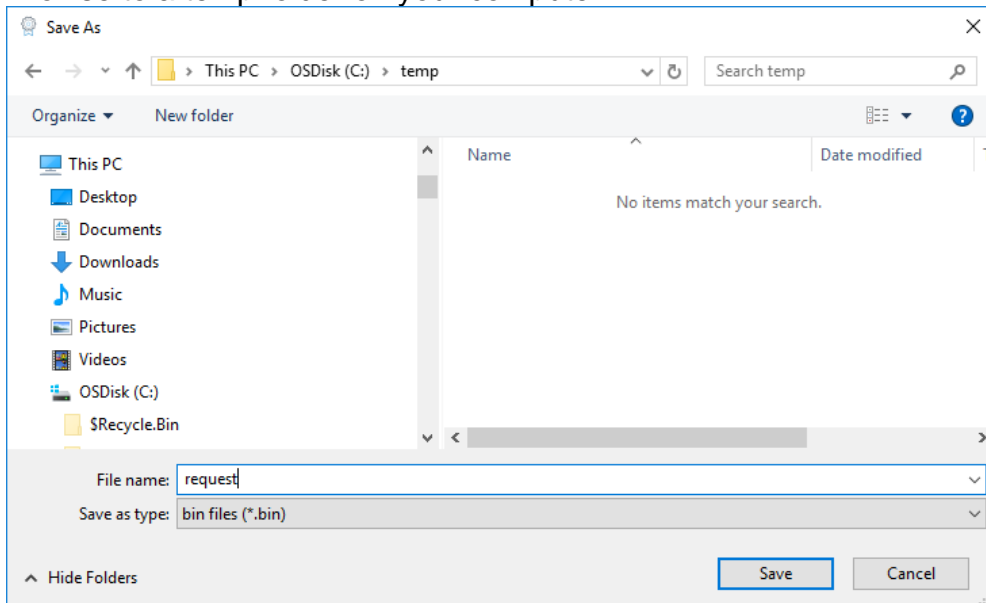 Save As
This PC > OSDisk (C:) > temp
Search temp
Organize
New folder
Name
Date modified
This PC
No items match your search.
Desktop
Documents
Downloads
Music
Pictures
Videos
OSDisk (C:)
$Recycle.Bin
File name: request
Save as type: bin files (*.bin)
Hide Folders
Save
Cancel